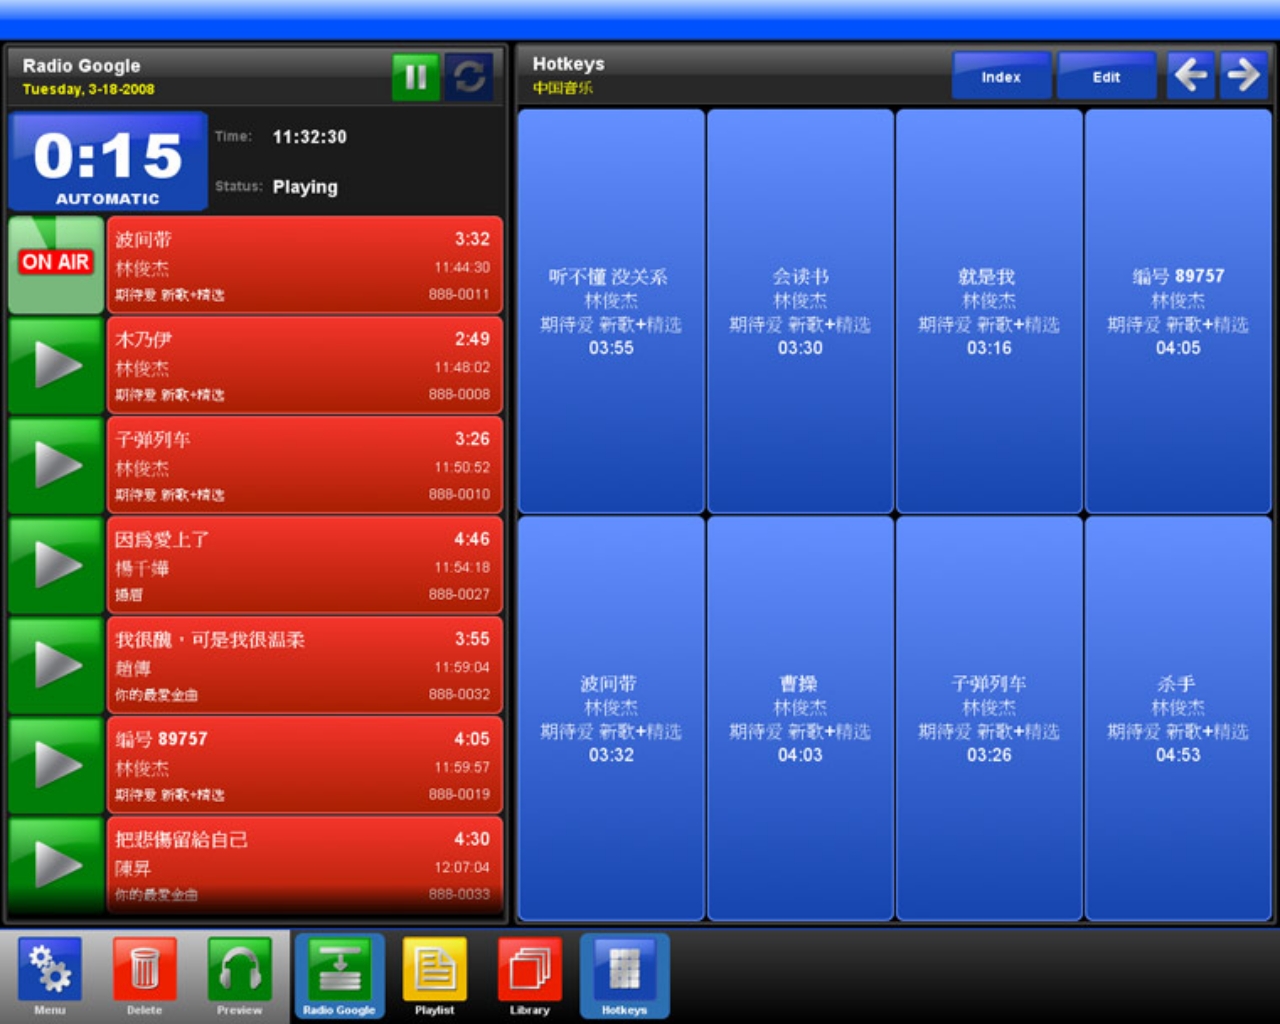 Radio Google
Tuesday, 3-18-2008
0:15
AUTOMATIC
Time: 11:32:30
Status: Playing
ON AIR
波间带 3:32
林俊杰 11:44:30
期待爱 新歌+精选 888-0011
木乃伊 2:49
林俊杰 11:48:02
期待爱 新歌+精选 888-0008
子弹列车 3:26
林俊杰 11:50:52
期待爱 新歌+精选 888-0010
因為愛上了 4:46
楊千嬅 11:54:18
揚眉 888-0027
我很醜，可是我很温柔 3:55
趙傳 11:59:04
你的最愛金曲 888-0032
编号 89757 4:05
林俊杰 11:59:57
期待爱 新歌+精选 888-0019
把悲傷留給自己 4:30
陳昇 12:07:04
你的最愛金曲 888-0033
Hotkeys
中国音乐
Index
Edit
听不懂 没关系
林俊杰
期待爱 新歌+精选
03:55
会读书
林俊杰
期待爱 新歌+精选
03:30
就是我
林俊杰
期待爱 新歌+精选
03:16
编号 89757
林俊杰
期待爱 新歌+精选
04:05
波间带
林俊杰
期待爱 新歌+精选
03:32
曹操
林俊杰
期待爱 新歌+精选
04:03
子弹列车
林俊杰
期待爱 新歌+精选
03:26
杀手
林俊杰
期待爱 新歌+精选
04:53
Menu
Delete
Preview
Radio Google
Playlist
Library
Hotkeys